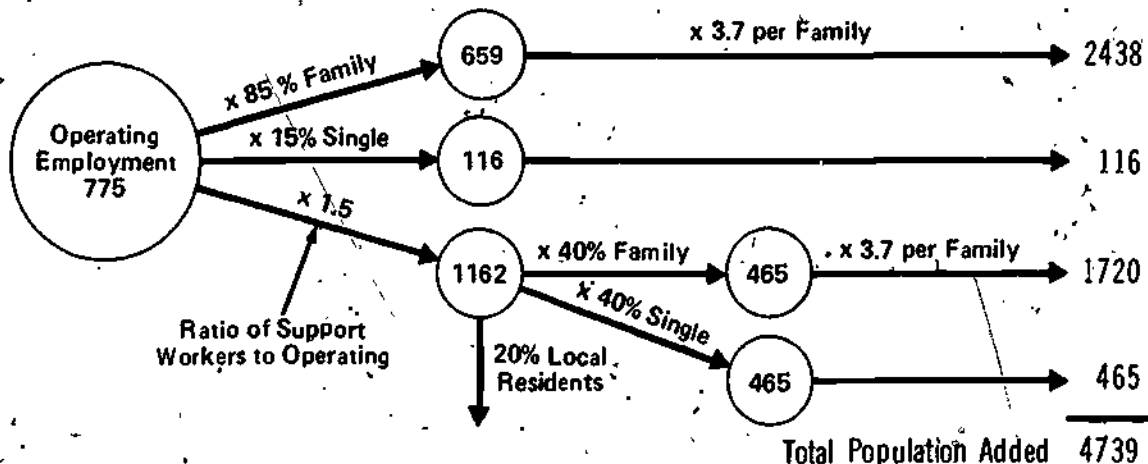 x 3.7 per Family
659
2438
x 85 % Family
Operating
Employment
775
x 15% Single
116
116
x 1.5
1162
x 40% Family
465
x 3.7 per Family
1720
x 40% Single
Ratio of Support
Workers to Operating
20% Local
Residents
465
465
Total Population Added 4739